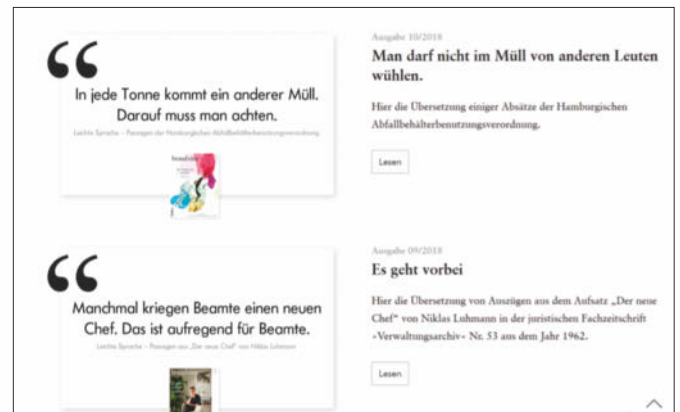 “
In jede Tonne kommt ein anderer Müll.
Darauf muss man achten.
Leichte Sprache – Passagen der Hamburgischen Abfallbehälterbenutzungsverordnung
Ausgabe 10/2018
Man darf nicht im Müll von anderen Leuten
wühlen.
Hier die Übersetzung einiger Absätze der Hamburgischen
Abfallbehälterbenutzungsverordnung.
Lesen
“
Manchmal kriegen Beamte einen neuen
Chef. Das ist aufregend für Beamte.
Leichte Sprache – Passagen aus „Der neue Chef“ von Niklas Luhmann
Ausgabe 09/2018
Es geht vorbei
Hier die Übersetzung von Auszügen aus dem Aufsatz „Der neue
Chef“ von Niklas Luhmann in der juristischen Fachzeitschrift
»Verwaltungsarchiv« Nr. 53 aus dem Jahr 1962.
Lesen